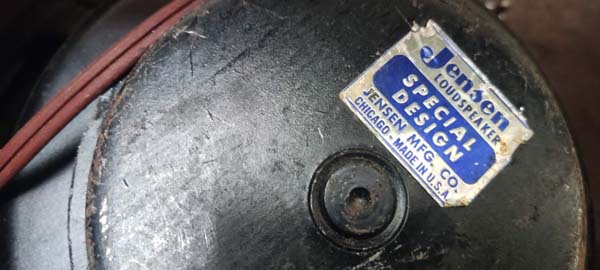 Jensen
LOUDSPEAKER
SPECIAL
DESIGN
JENSEN MFG. CO.
CHICAGO - MADE IN U.S.A.